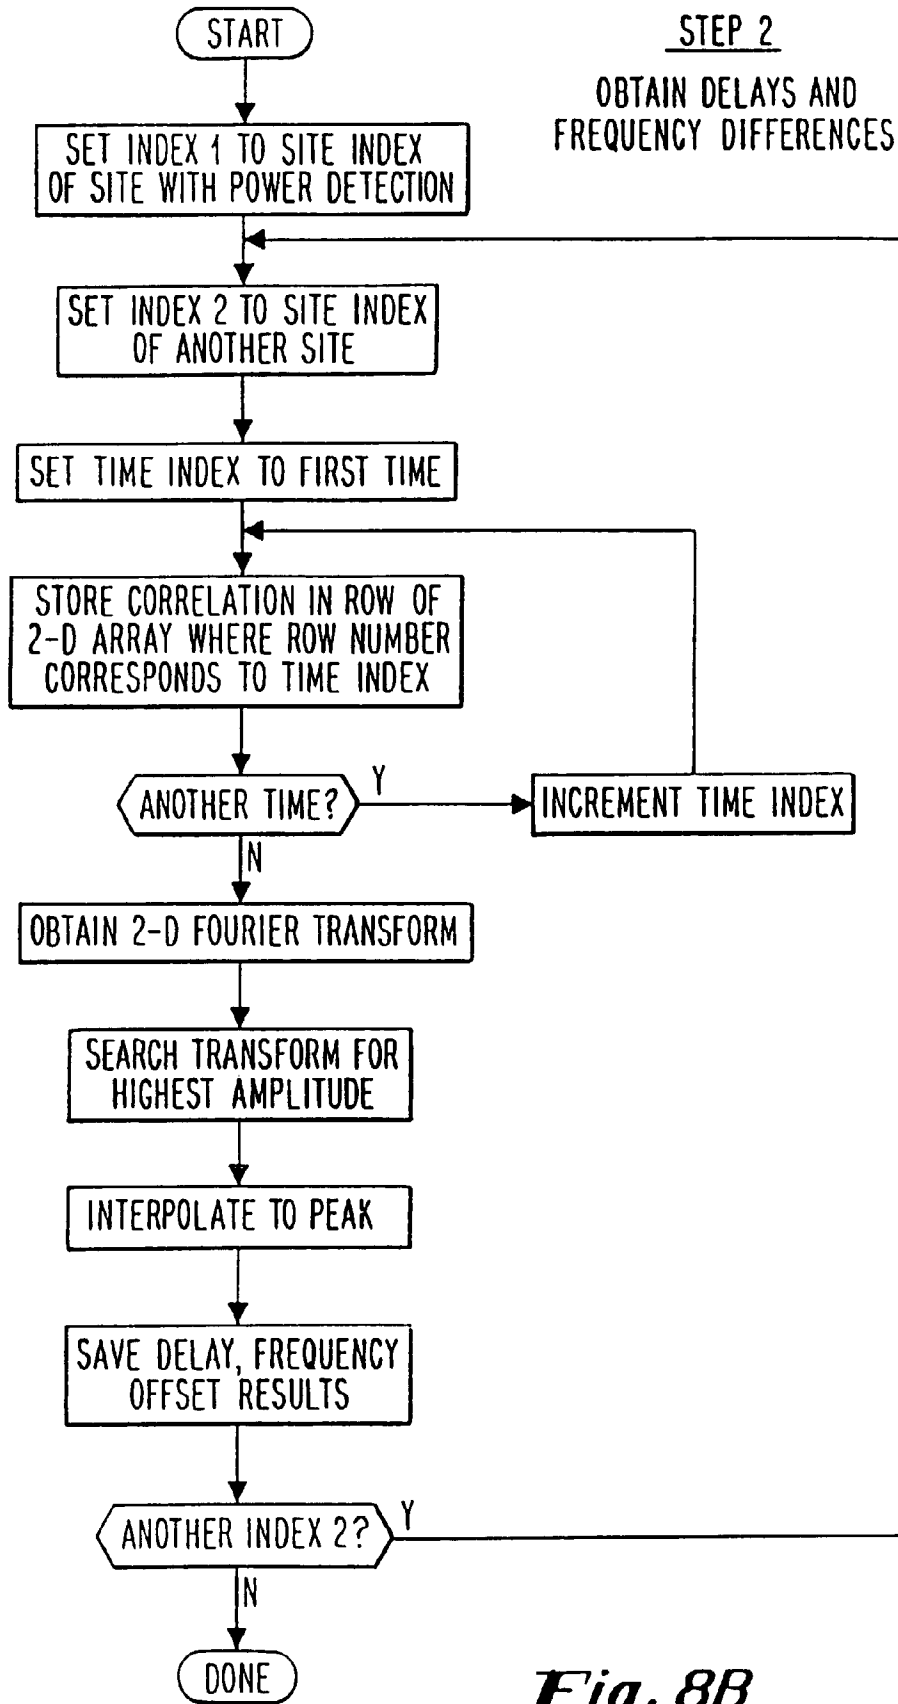 START
STEP 2
OBTAIN DELAYS AND
FREQUENCY DIFFERENCES
SET INDEX 1 TO SITE INDEX
OF SITE WITH POWER DETECTION
SET INDEX 2 TO SITE INDEX
OF ANOTHER SITE
SET TIME INDEX TO FIRST TIME
STORE CORRELATION IN ROW OF
2-D ARRAY WHERE ROW NUMBER
CORRESPONDS TO TIME INDEX
ANOTHER TIME?
Y
INCREMENT TIME INDEX
N
OBTAIN 2-D FOURIER TRANSFORM
SEARCH TRANSFORM FOR
HIGHEST AMPLITUDE
INTERPOLATE TO PEAK
SAVE DELAY, FREQUENCY
OFFSET RESULTS
ANOTHER INDEX 2?
Y
N
DONE
Fig. 8B